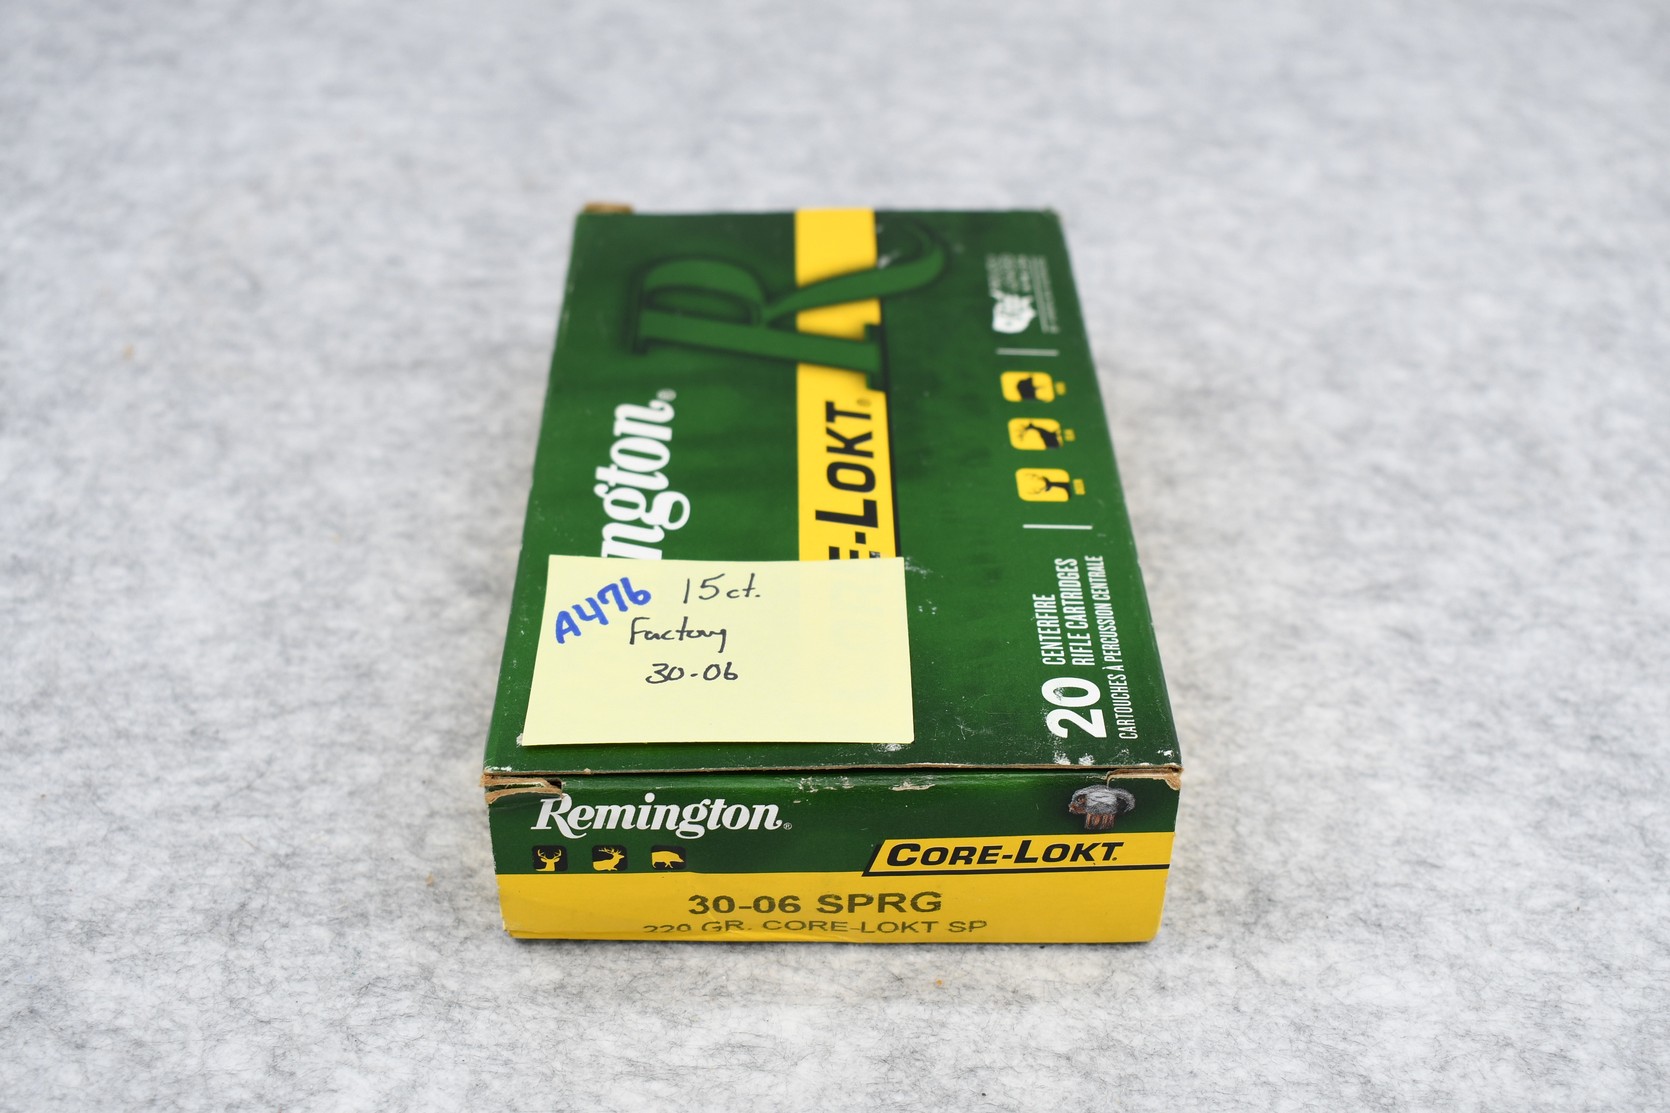 Remington®
E-LOKT®
20
CENTERFIRE
RIFLE CARTRIDGES
CARTOUCHES À PERCUSSION CENTRALE
A476 15ct.
Factory
30-06
Remington®
CORE-LOKT®
30-06 SPRG
220 GR. CORE-LOKT SP